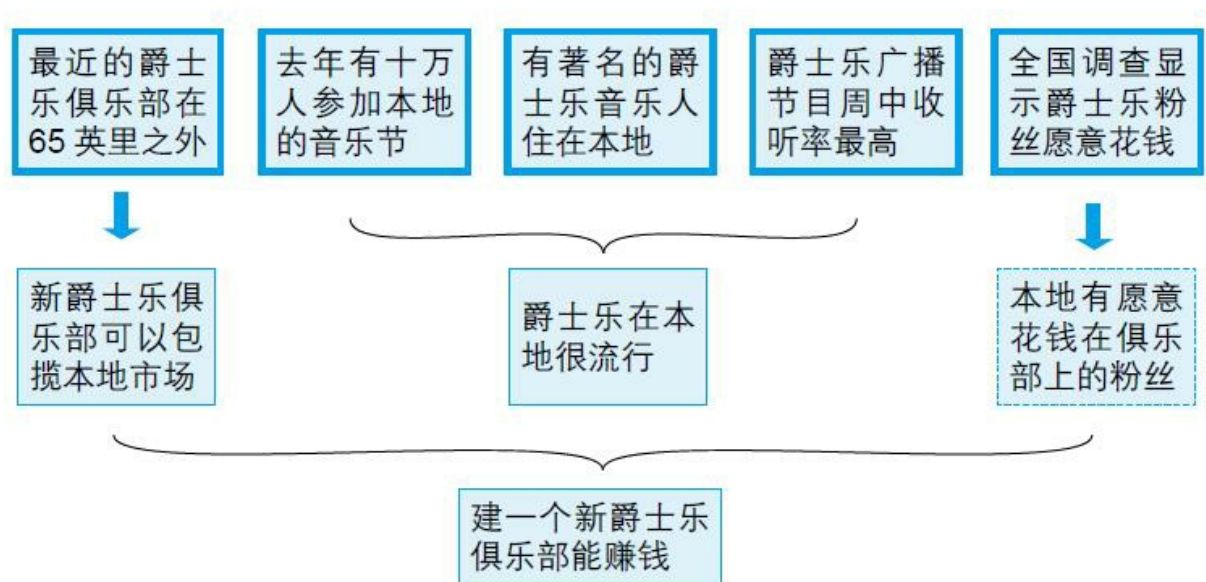 最近的爵士
乐俱乐部在
65 英里之外
去年有十万
人参加本地
的音乐节
有著名的爵
士乐音乐人
住在本地
爵士乐广播
节目周中收
听率最高
全国调查显
示爵士乐粉
丝愿意花钱
新爵士乐俱
乐部可以包
揽本地市场
爵士乐在本
地很流行
本地有愿意
花钱在俱乐
部上的粉丝
建一个新爵士乐
俱乐部能赚钱